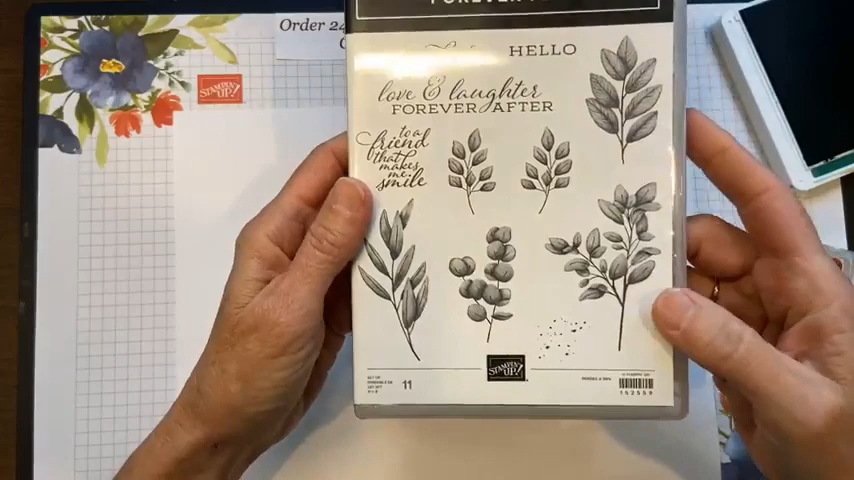 Order 24
STAMPIN' UP!
FOREVER
HELLO
love & laughter
FOREVER AFTER
to a
friend
that
makes
me
smile
STAMPIN' UP!
11
152559